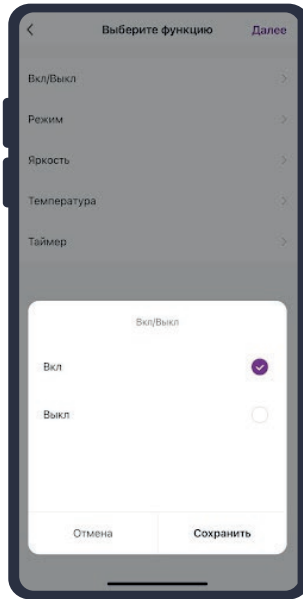 Выберите функцию Далее
Вкл/Выкл
Режим
Яркость
Температура
Таймер
Вкл/Выкл
Вкл
Выкл
Отмена Сохранить